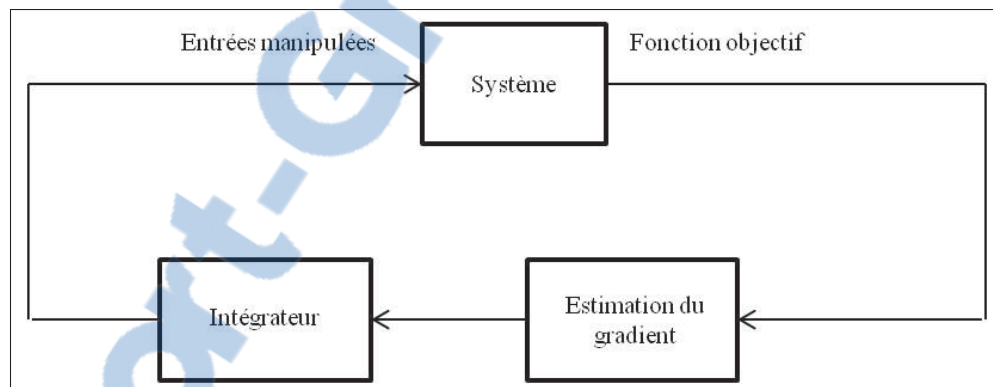 Entrées manipulées
Fonction objectif
Système
Intégrateur
Estimation du
gradient